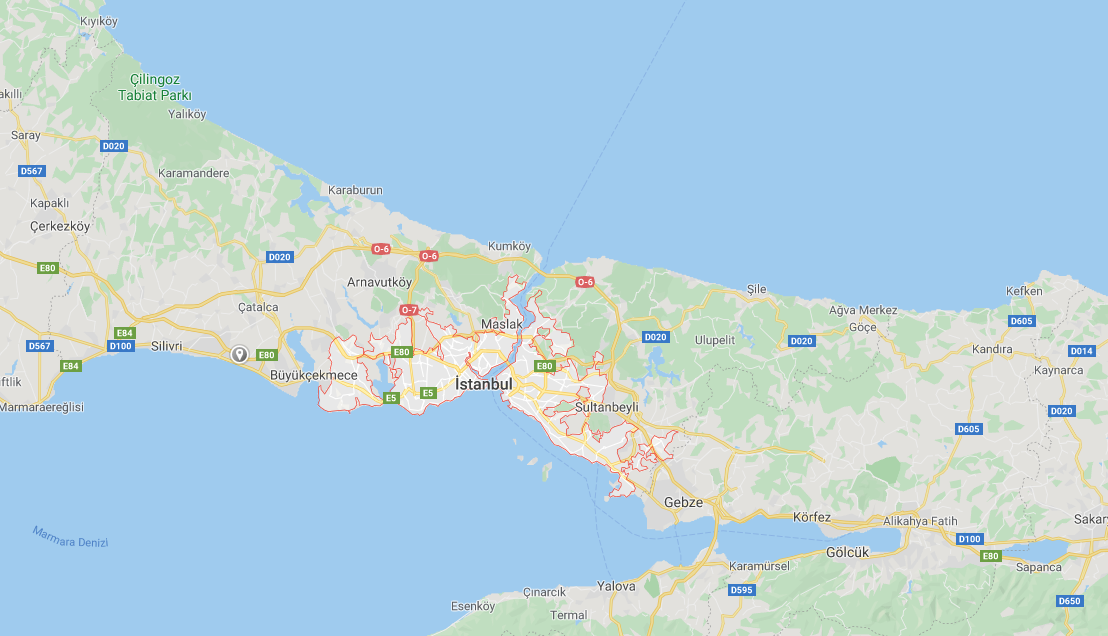 Kıyıköy
Çilingoz
Tabiat Parkı
Yalıköy
Saray
D020
D567
Karamandere
Kapaklı
Karaburun
Çerkezköy
Kumköy
O-6
O-6
D020
E80
Arnavutköy
O-6
Şile
Kefken
Çatalca
O-7
Ağva Merkez
Göçe
D605
Maslak
E84
D100
D567
Silivri
D020
Ulupelit
D020
Kandıra
D014
E80
E80
E84
Büyükçekmece
E80
Kaynarca
İstanbul
E5
E5
Marmaraereğlisi
Sultanbeyli
D020
D605
Gebze
Körfez
Alikahya Fatih
Marmara Denizi
D100
Gölcük
E80
Sapanca
Karamürsel
Yalova
D595
Çınarcık
Esenköy
Termal
D650